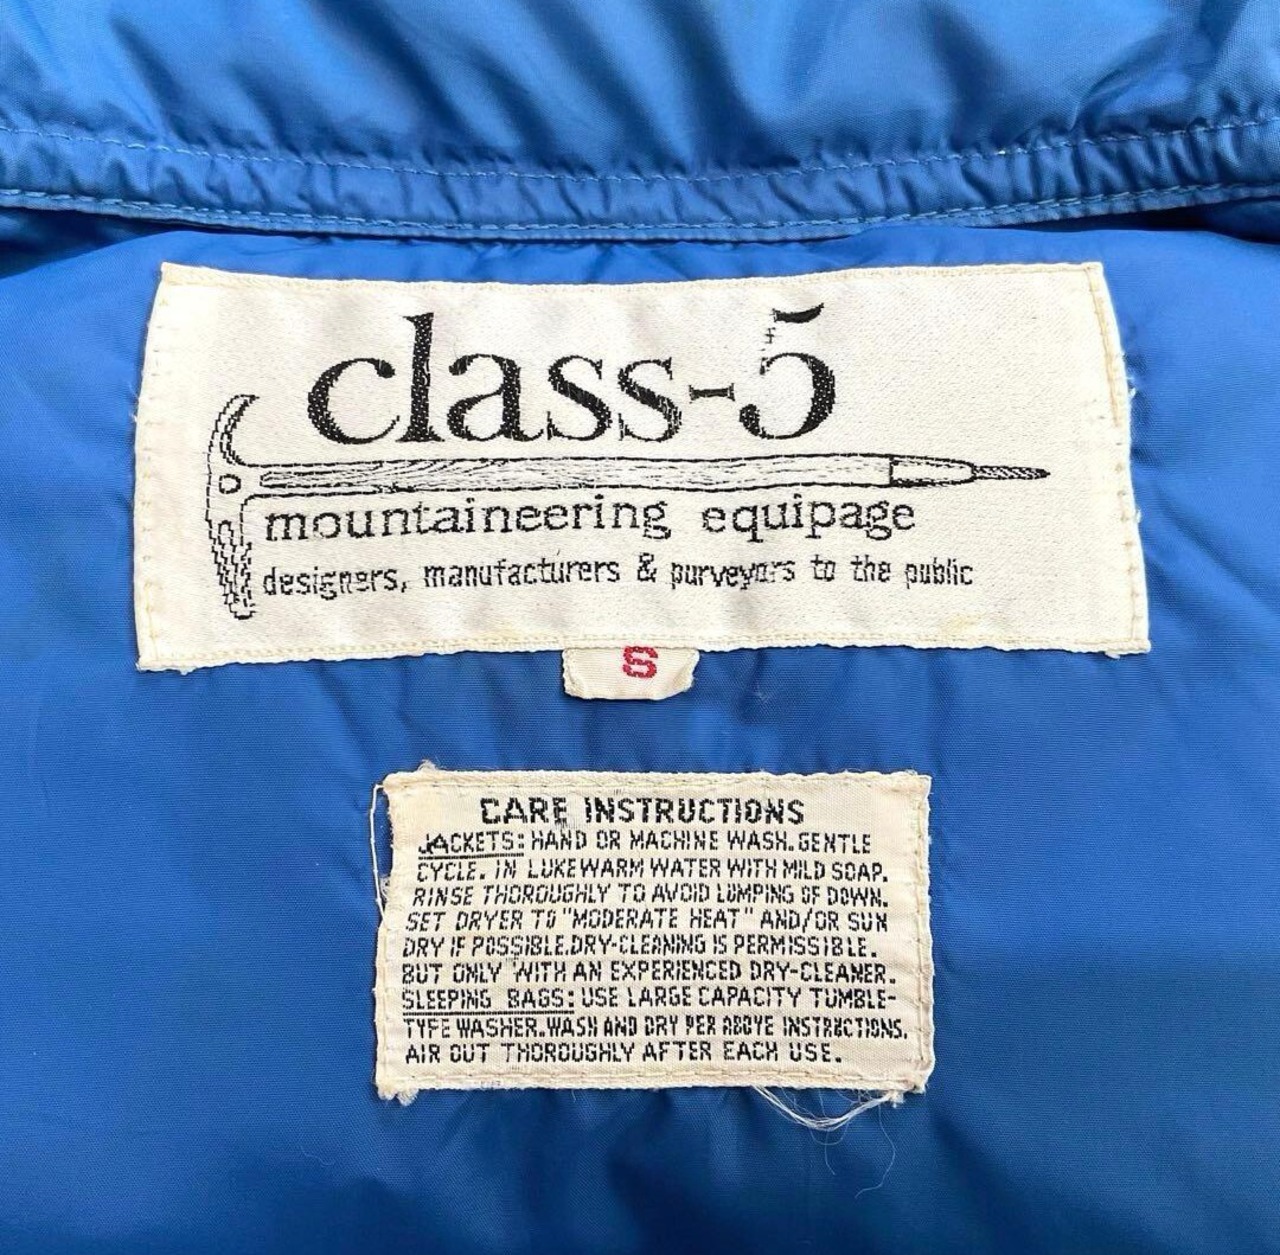 class-5
mountaineering equipage
designers, manufacturers & purveyors to the public
S
CARE INSTRUCTIONS
JACKETS: HAND OR MACHINE WASH. GENTLE
CYCLE. IN LUKEWARM WATER WITH MILD SOAP.
RINSE THOROUGHLY TO AVOID LUMPING OF DOWN.
SET DRYER TO "MODERATE HEAT" AND/OR SUN
DRY IF POSSIBLE.DRY-CLEANING IS PERMISSIBLE.
BUT ONLY WITH AN EXPERIENCED DRY-CLEANER.
SLEEPING BAGS: USE LARGE CAPACITY TUMBLE-
TYPE WASHER.WASH AND DRY PER ABOVE INSTRUCTIONS.
AIR OUT THOROUGHLY AFTER EACH USE.